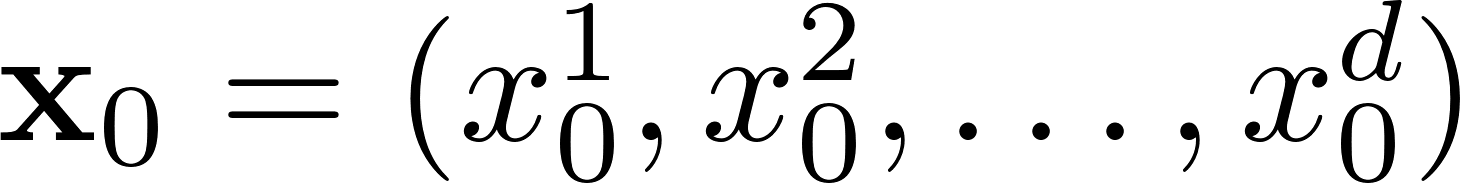 𝐱₀ = (x₀¹, x₀², . . . , x₀ᵈ)